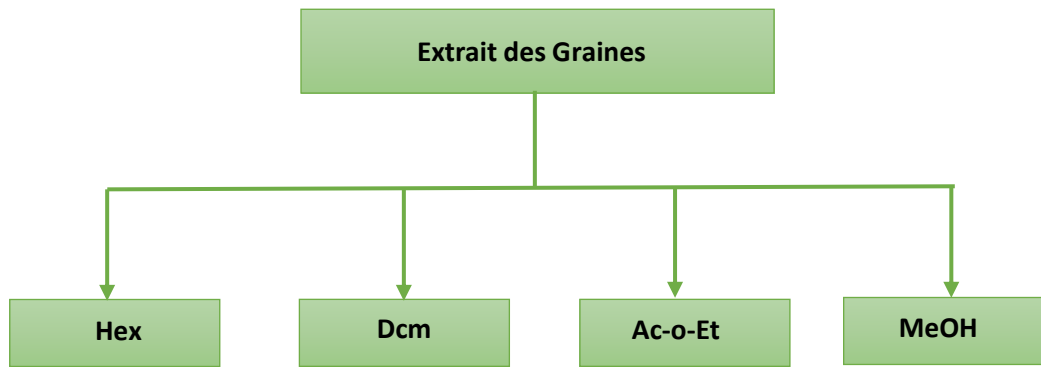 Extrait des Graines
Hex
Dcm
Ac-o-Et
MeOH